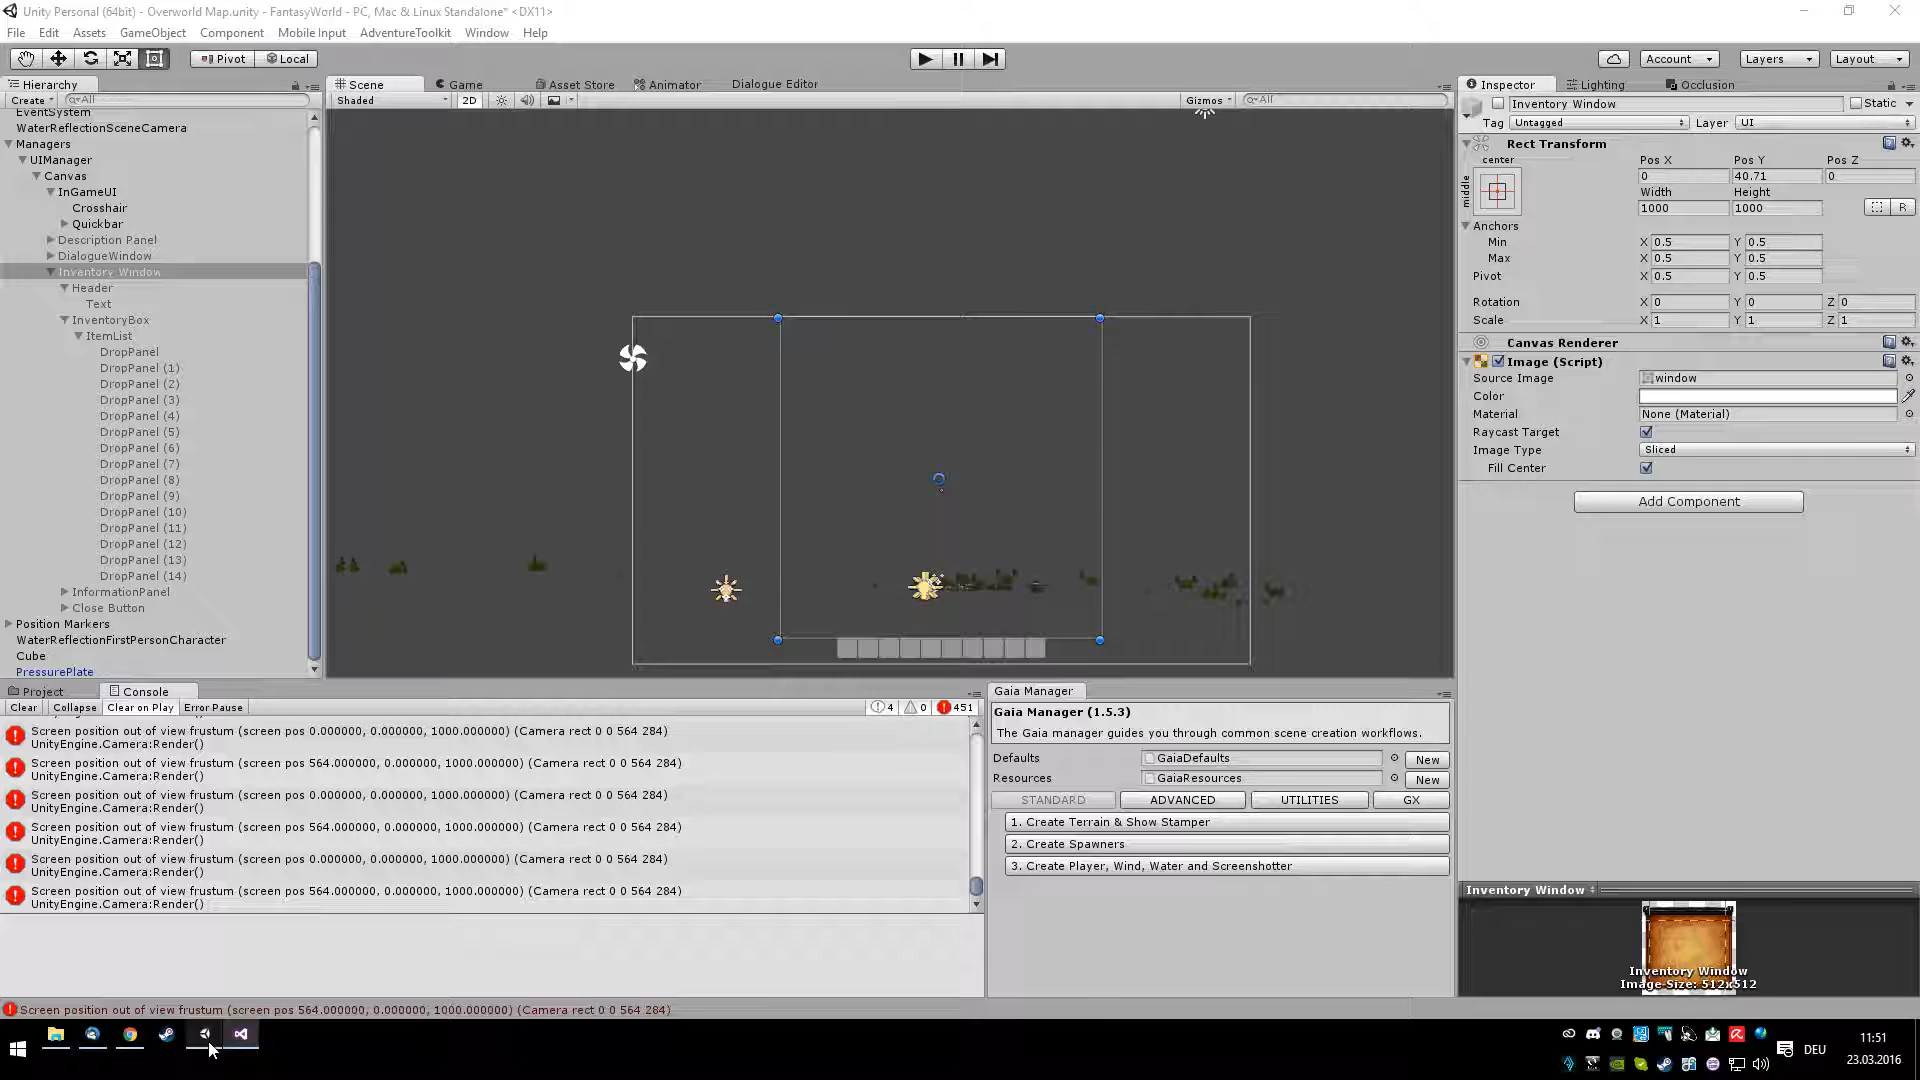 Unity Personal (64bit) - Overworld Map.unity - FantasyWorld - PC, Mac & Linux Standalone* <DX11>
File Edit Assets GameObject Component Mobile Input AdventureToolkit Window Help
Pivot Local Account Layers Layout
Hierarchy Scene Game Asset Store Animator Dialogue Editor Inspector Lighting Occlusion
Create All Shaded 2D Gizmos All
Inventory Window Static
Tag Untagged Layer UI
EventSystem
WaterReflectionSceneCamera
Managers
UIManager
Canvas
InGameUI
Crosshair
Quickbar
Description Panel
DialogueWindow
Inventory Window
Header
Text
InventoryBox
ItemList
DropPanel
DropPanel (1)
DropPanel (2)
DropPanel (3)
DropPanel (4)
DropPanel (5)
DropPanel (6)
DropPanel (7)
DropPanel (8)
DropPanel (9)
DropPanel (10)
DropPanel (11)
DropPanel (12)
DropPanel (13)
DropPanel (14)
InformationPanel
Close Button
Position Markers
WaterReflectionFirstPersonCharacter
Cube
PressurePlate
Rect Transform
center
middle
Pos X Pos Y Pos Z
0 40.71 0
Width Height
1000 1000 R
Anchors
Min X 0.5 Y 0.5
Max X 0.5 Y 0.5
Pivot X 0.5 Y 0.5
Rotation X 0 Y 0 Z 0
Scale X 1 Y 1 Z 1
Canvas Renderer
Image (Script)
Source Image window
Color
Material None (Material)
Raycast Target
Image Type Sliced
Fill Center
Add Component
Project Console
Clear Collapse Clear on Play Error Pause 4 0 451
Screen position out of view frustum (screen pos 0.000000, 0.000000, 1000.000000) (Camera rect 0 0 564 284)
UnityEngine.Camera:Render()
Screen position out of view frustum (screen pos 564.000000, 0.000000, 1000.000000) (Camera rect 0 0 564 284)
UnityEngine.Camera:Render()
Screen position out of view frustum (screen pos 0.000000, 0.000000, 1000.000000) (Camera rect 0 0 564 284)
UnityEngine.Camera:Render()
Screen position out of view frustum (screen pos 564.000000, 0.000000, 1000.000000) (Camera rect 0 0 564 284)
UnityEngine.Camera:Render()
Screen position out of view frustum (screen pos 0.000000, 0.000000, 1000.000000) (Camera rect 0 0 564 284)
UnityEngine.Camera:Render()
Screen position out of view frustum (screen pos 564.000000, 0.000000, 1000.000000) (Camera rect 0 0 564 284)
UnityEngine.Camera:Render()
Gaia Manager
Gaia Manager (1.5.3)
The Gaia manager guides you through common scene creation workflows.
Defaults GaiaDefaults New
Resources GaiaResources New
STANDARD ADVANCED UTILITIES GX
1. Create Terrain & Show Stamper
2. Create Spawners
3. Create Player, Wind, Water and Screenshotter
Inventory Window
Inventory Window
Image Size: 512x512
Screen position out of view frustum (screen pos 564.000000, 0.000000, 1000.000000) (Camera rect 0 0 564 284)
DEU
11:51
23.03.2016